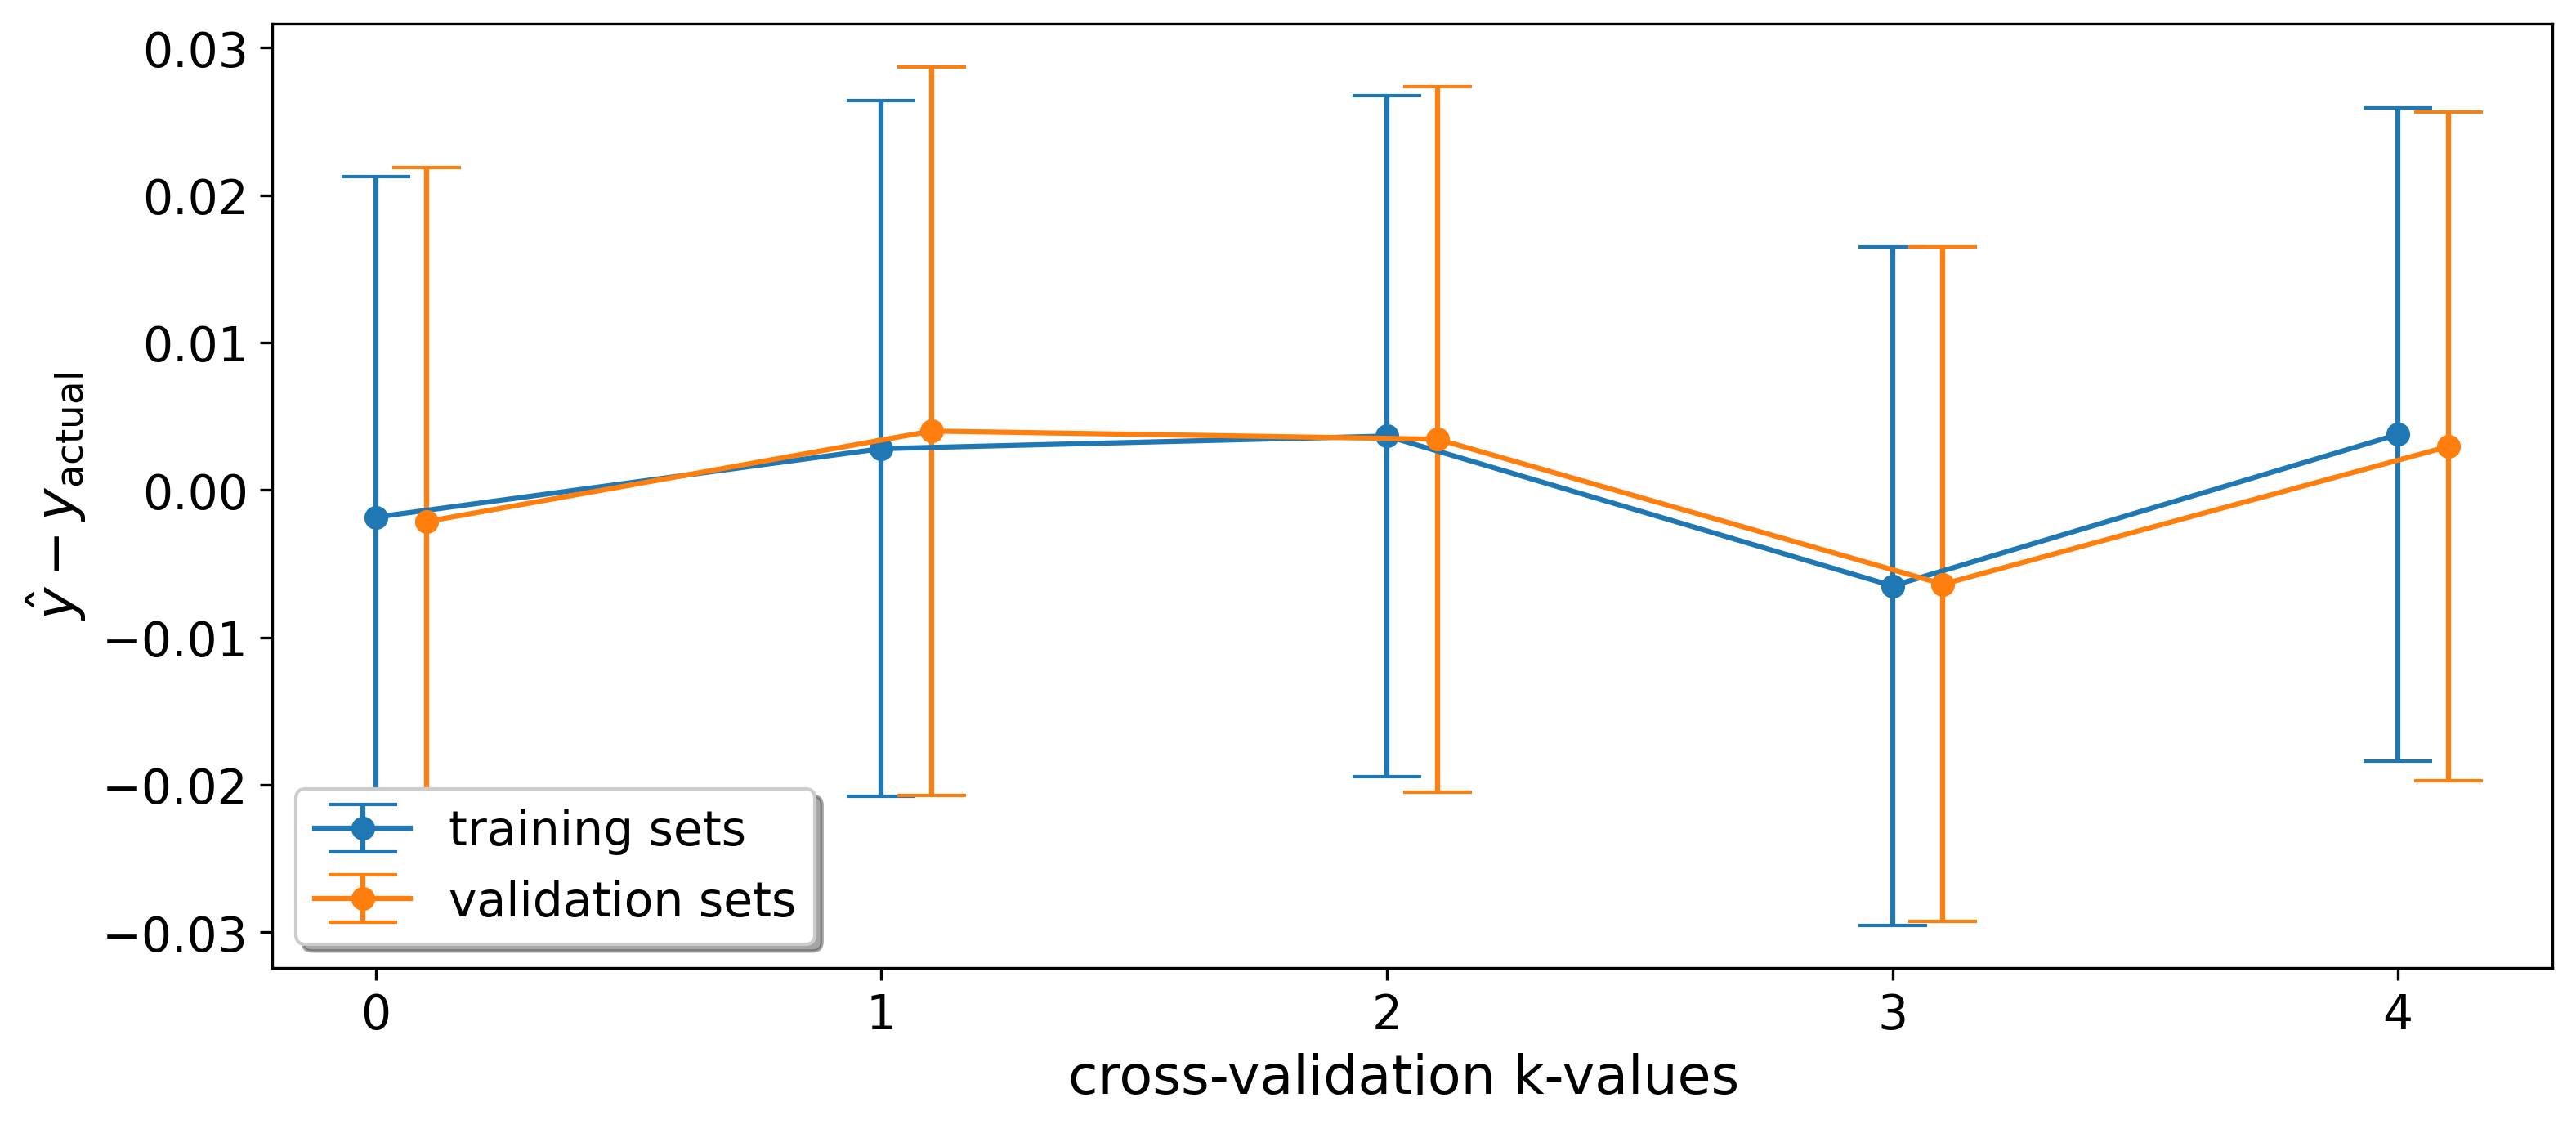 0.03
0.02
0.01
0.00
−0.01
−0.02
−0.03
ŷ − y actual
training sets
validation sets
0 1 2 3 4
cross-validation k-values